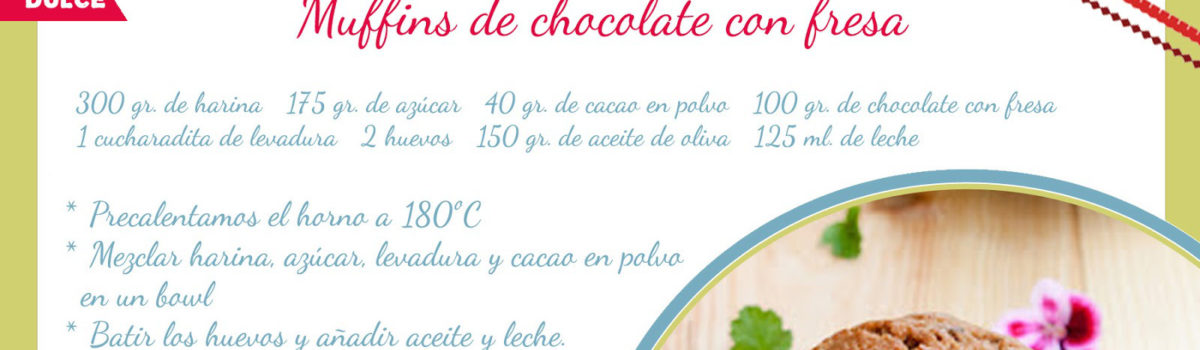 DULCE
Muffins de chocolate con fresa
300 gr. de harina 175 gr. de azúcar 40 gr. de cacao en polvo 100 gr. de chocolate con fresa
1 cucharadita de levadura 2 huevos 150 gr. de aceite de oliva 125 ml. de leche
* Precalentamos el horno a 180ºC
* Mezclar harina, azúcar, levadura y cacao en polvo
en un bowl
* Batir los huevos y añadir aceite y leche.